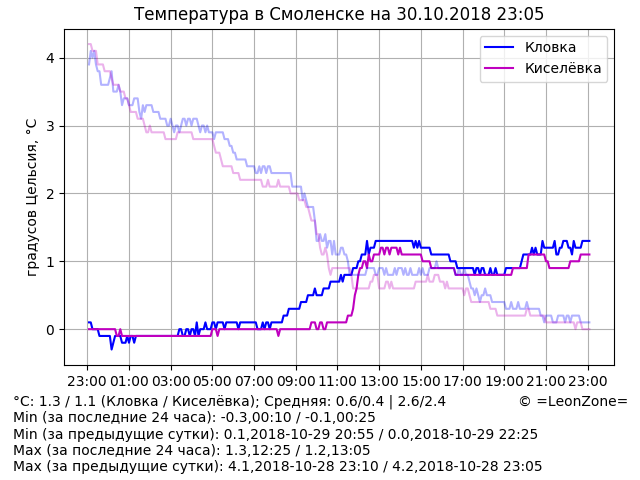 Температура в Смоленске на 30.10.2018 23:05
градусов Цельсия, °C
4
3
2
1
0
Кловка
Киселёвка
23:00 01:00 03:00 05:00 07:00 09:00 11:00 13:00 15:00 17:00 19:00 21:00 23:00
°C: 1.3 / 1.1 (Кловка / Киселёвка); Средняя: 0.6/0.4 | 2.6/2.4 © =LeonZone=
Min (за последние 24 часа): -0.3,00:10 / -0.1,00:25
Min (за предыдущие сутки): 0.1,2018-10-29 20:55 / 0.0,2018-10-29 22:25
Max (за последние 24 часа): 1.3,12:25 / 1.2,13:05
Max (за предыдущие сутки): 4.1,2018-10-28 23:10 / 4.2,2018-10-28 23:05